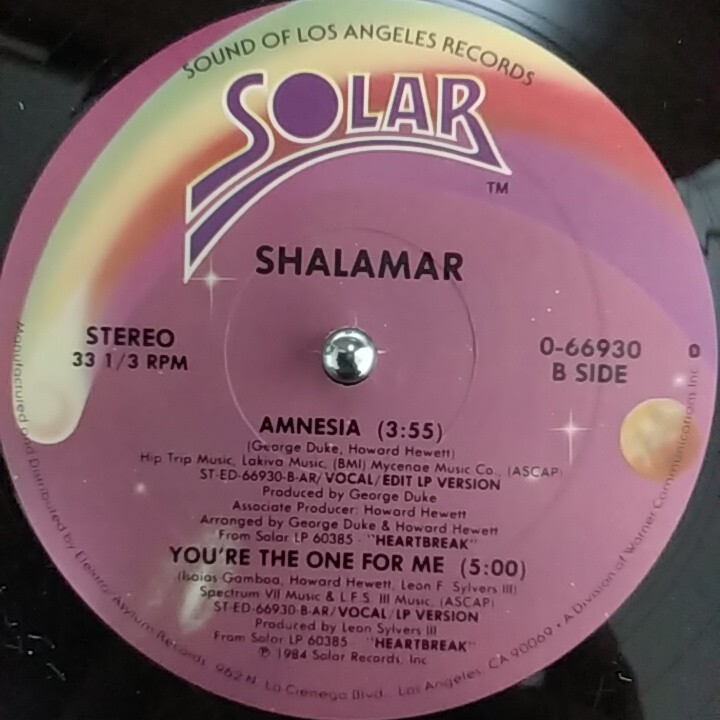 SOUND OF LOS ANGELES RECORDS
SOLAR
TM
SHALAMAR
STEREO
33 1/3 RPM
0-66930
B SIDE
0
AMNESIA (3:55)
(George Duke, Howard Hewett)
Hip Trip Music, Lakiva Music, (BMI) Mycenae Music Co., (ASCAP)
ST-ED-66930-B-AR/VOCAL/EDIT LP VERSION
Produced by George Duke
Associate Producer: Howard Hewett
Arranged by George Duke & Howard Hewett
From Solar LP 60385 - "HEARTBREAK"
YOU'RE THE ONE FOR ME (5:00)
(Isaias Gamboa, Howard Hewett, Leon F. Sylvers III)
Spectrum VII Music & L.F.S. III Music, (ASCAP)
ST-ED-66930-B-AR/VOCAL/LP VERSION
Produced by Leon Sylvers III
From Solar LP 60385 - "HEARTBREAK"
℗ 1984 Solar Records, Inc.
Manufactured and Distributed by Elektra/Asylum Records, 962 N. La Cienega Blvd., Los Angeles, CA 90069 • A Division of Warner Communications Inc.